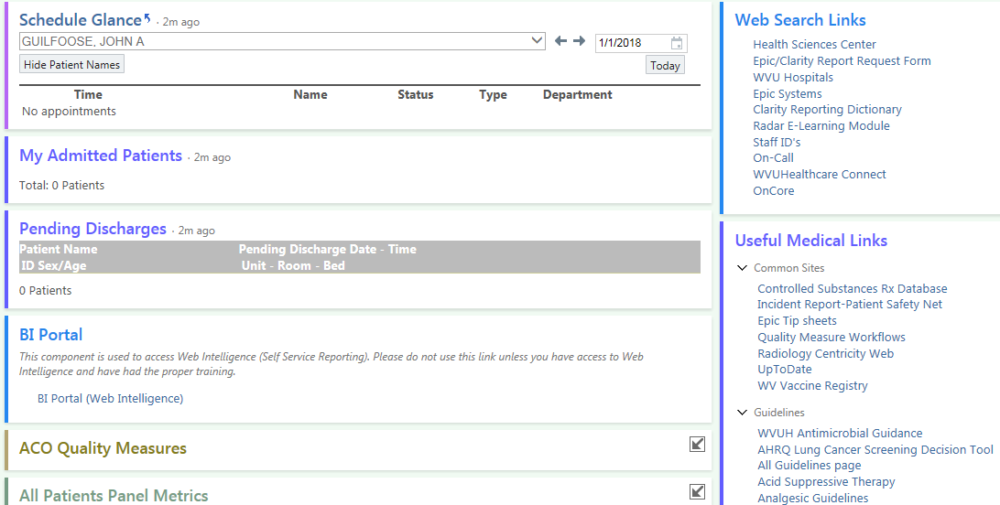 Schedule Glance · 2m ago
GUILFOOSE, JOHN A
1/1/2018
Hide Patient Names
Today
Time Name Status Type Department
No appointments
My Admitted Patients · 2m ago
Total: 0 Patients
Pending Discharges · 2m ago
Patient Name Pending Discharge Date - Time
ID Sex/Age Unit - Room - Bed
0 Patients
BI Portal
This component is used to access Web Intelligence (Self Service Reporting). Please do not use this link unless you have access to Web
Intelligence and have had the proper training.
BI Portal (Web Intelligence)
ACO Quality Measures
All Patients Panel Metrics
Web Search Links
Health Sciences Center
Epic/Clarity Report Request Form
WVU Hospitals
Epic Systems
Clarity Reporting Dictionary
Radar E-Learning Module
Staff ID's
On-Call
WVUHealthcare Connect
OnCore
Useful Medical Links
Common Sites
Controlled Substances Rx Database
Incident Report-Patient Safety Net
Epic Tip sheets
Quality Measure Workflows
Radiology Centricity Web
UpToDate
WV Vaccine Registry
Guidelines
WVUH Antimicrobial Guidance
AHRQ Lung Cancer Screening Decision Tool
All Guidelines page
Acid Suppressive Therapy
Analgesic Guidelines